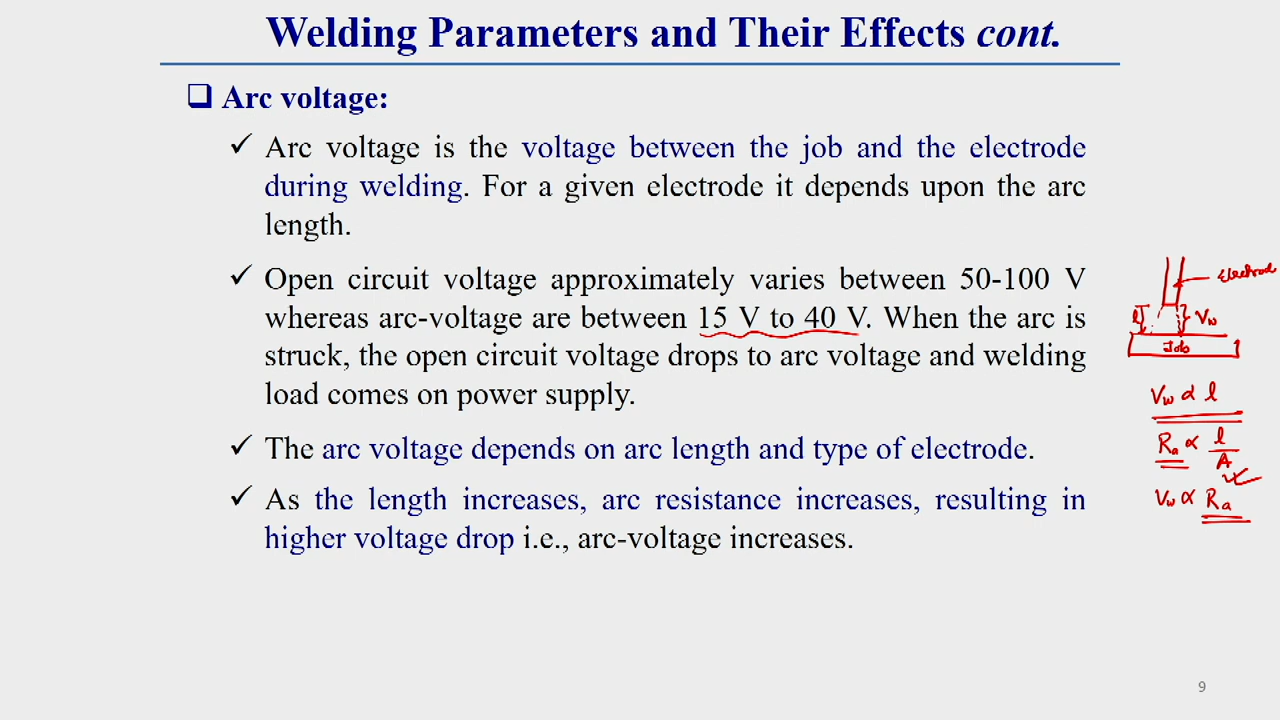 Welding Parameters and Their Effects cont.
Arc voltage:
Arc voltage is the voltage between the job and the electrode
during welding. For a given electrode it depends upon the arc
length.
Open circuit voltage approximately varies between 50-100 V
whereas arc-voltage are between 15 V to 40 V. When the arc is
struck, the open circuit voltage drops to arc voltage and welding
load comes on power supply.
The arc voltage depends on arc length and type of electrode.
As the length increases, arc resistance increases, resulting in
higher voltage drop i.e., arc-voltage increases.
Electrode
l Vw
Job
Vw ∝ l
Ra ∝ l/A
Vw ∝ Ra
9